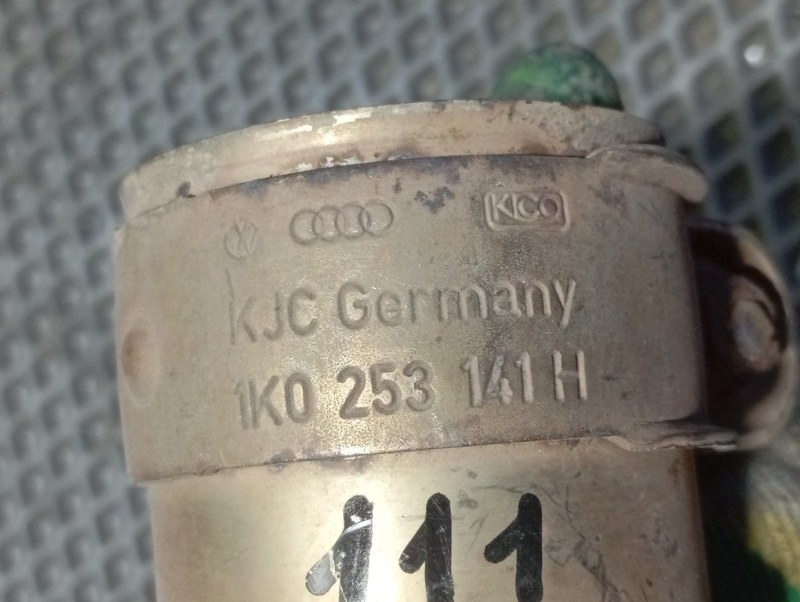 KICO
KJC Germany
1K0 253 141 H
111